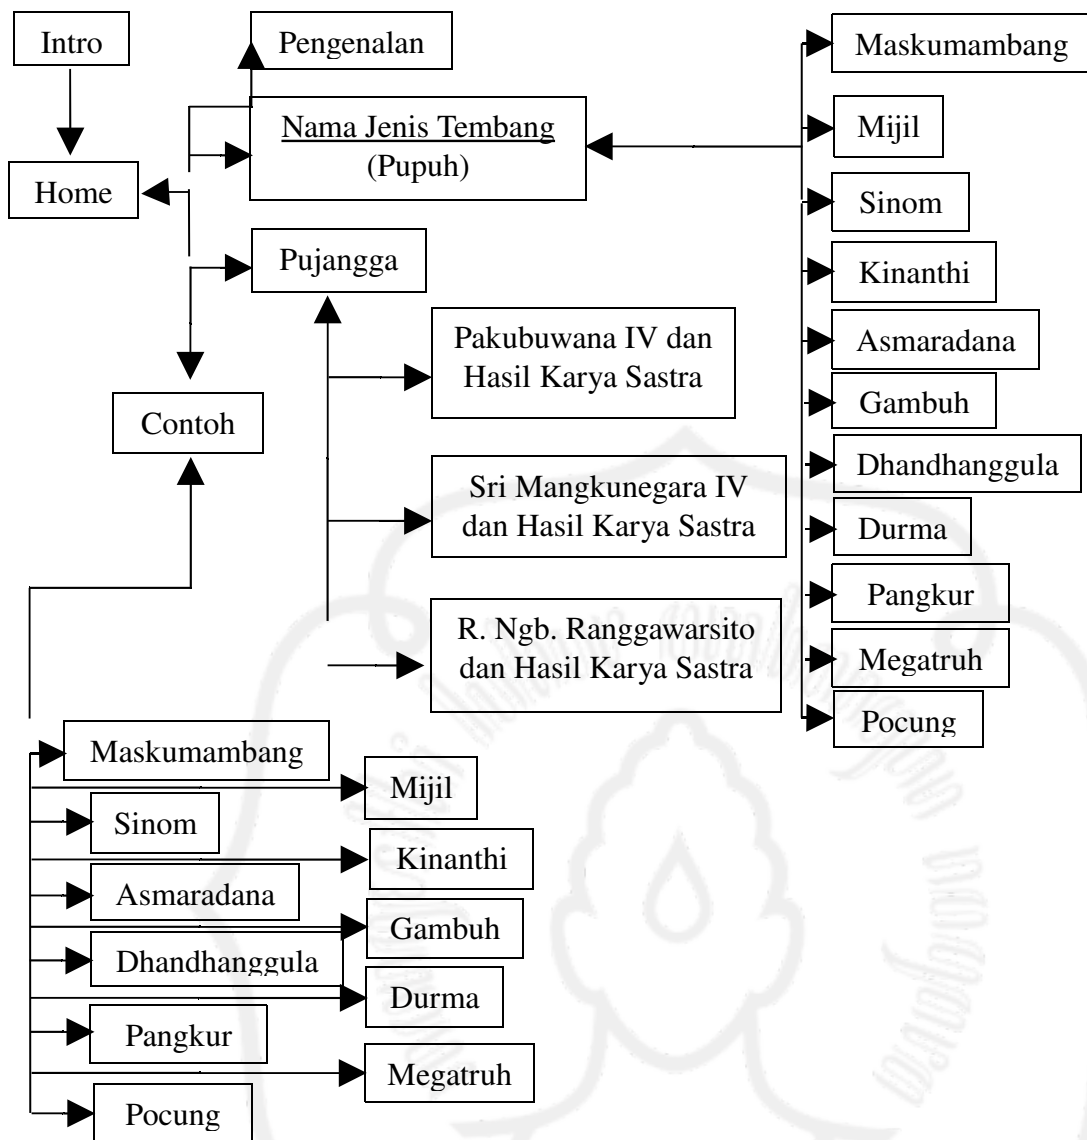 Intro
Home
Pengenalan
Nama Jenis Tembang
(Pupuh)
Pujangga
Contoh
Pakubuwana IV dan
Hasil Karya Sastra
Sri Mangkunegara IV
dan Hasil Karya Sastra
R. Ngb. Ranggawarsito
dan Hasil Karya Sastra
Maskumambang
Mijil
Sinom
Kinanthi
Asmaradana
Gambuh
Dhandhanggula
Durma
Pangkur
Megatruh
Pocung
Maskumambang
Mijil
Sinom
Kinanthi
Asmaradana
Gambuh
Dhandhanggula
Durma
Pangkur
Megatruh
Pocung